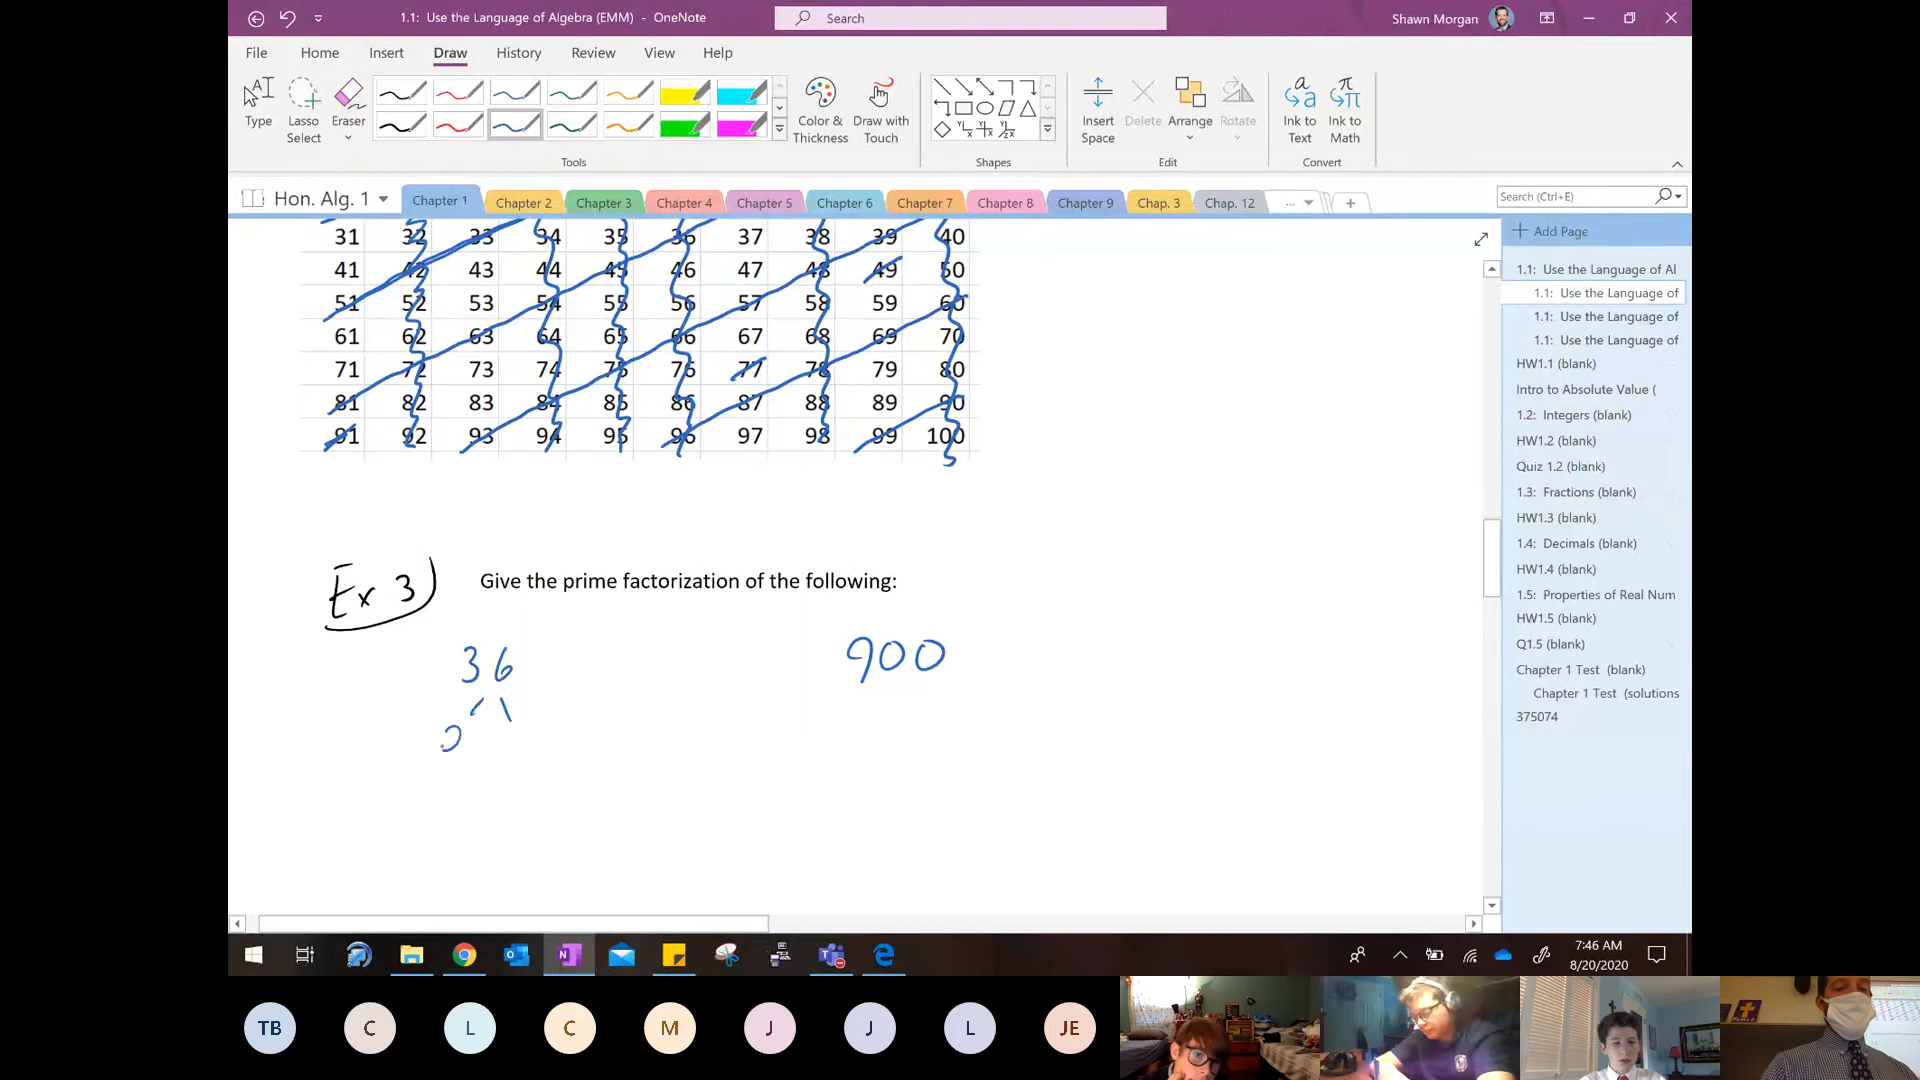 1.1: Use the Language of Algebra (EMM) - OneNote
Search
Shawn Morgan
File Home Insert Draw History Review View Help
Type
Lasso Select
Eraser
Color & Thickness
Draw with Touch
Insert Space
Delete
Arrange
Rotate
Ink to Text
Ink to Math
Tools
Shapes
Edit
Convert
Hon. Alg. 1
Chapter 1 Chapter 2 Chapter 3 Chapter 4 Chapter 5 Chapter 6 Chapter 7 Chapter 8 Chapter 9 Chap. 3 Chap. 12 ...
Search (Ctrl+E)
31 32 33 34 35 36 37 38 39 40
41 42 43 44 45 46 47 48 49 50
51 52 53 54 55 56 57 58 59 60
61 62 63 64 65 66 67 68 69 70
71 72 73 74 75 76 77 78 79 80
81 82 83 84 85 86 87 88 89 90
91 92 93 94 95 96 97 98 99 100
Ex 3) Give the prime factorization of the following:
36 900
Add Page
1.1: Use the Language of Al
1.1: Use the Language of
1.1: Use the Language of
1.1: Use the Language of
HW1.1 (blank)
Intro to Absolute Value (
1.2: Integers (blank)
HW1.2 (blank)
Quiz 1.2 (blank)
1.3: Fractions (blank)
HW1.3 (blank)
1.4: Decimals (blank)
HW1.4 (blank)
1.5: Properties of Real Num
HW1.5 (blank)
Q1.5 (blank)
Chapter 1 Test (blank)
Chapter 1 Test (solutions
375074
7:46 AM
8/20/2020
TB C L C M J J L JE